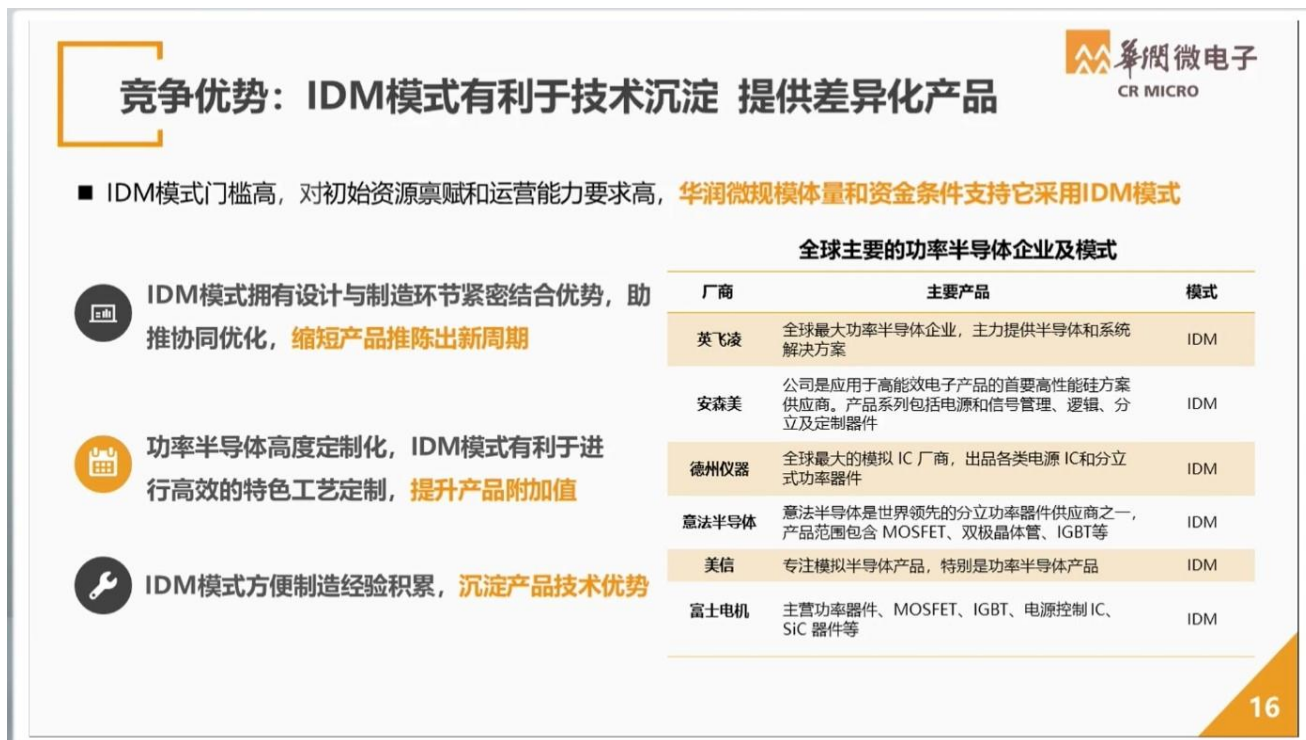 華潤微电子
CR MICRO
竞争优势：IDM模式有利于技术沉淀 提供差异化产品
■ IDM模式门槛高，对初始资源禀赋和运营能力要求高，华润微规模体量和资金条件支持它采用IDM模式
IDM模式拥有设计与制造环节紧密结合优势，助
推协同优化，缩短产品推陈出新周期
功率半导体高度定制化，IDM模式有利于进
行高效的特色工艺定制，提升产品附加值
IDM模式方便制造经验积累，沉淀产品技术优势
全球主要的功率半导体企业及模式
厂商 主要产品 模式
英飞凌 全球最大功率半导体企业，主力提供半导体和系统 IDM
解决方案
公司是应用于高能效电子产品的首要高性能硅方案
安森美 供应商。产品系列包括电源和信号管理、逻辑、分 IDM
立及定制器件
德州仪器 全球最大的模拟 IC 厂商，出品各类电源 IC和分立 IDM
式功率器件
意法半导体 意法半导体是世界领先的分立功率器件供应商之一， IDM
产品范围包含 MOSFET、双极晶体管、IGBT等
美信 专注模拟半导体产品，特别是功率半导体产品 IDM
富士电机 主营功率器件、MOSFET、IGBT、电源控制 IC、 IDM
SiC 器件等
16